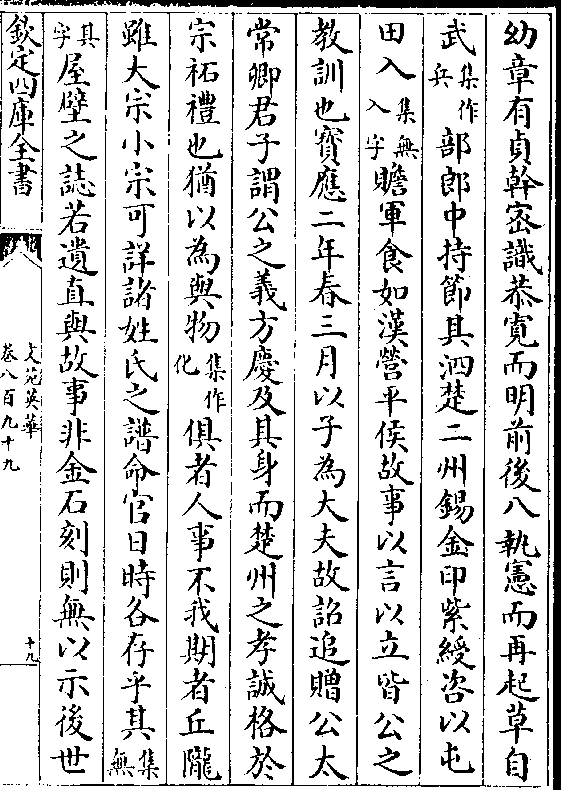 幼章有貞幹密識恭寛而明前後八執憲而再起草自
武集作兵部郎中持節其泗楚二州錫金印紫綬咨以屯
田入集無入字贍軍食如漢營平侯故事以言以立皆公之
教訓也寳應二年春三月以子為大夫故詔追贈公太
常卿君子謂公之義方慶及其身而楚州之孝誠格於
宗祏禮也猶以為與物集作化俱者人事不我期者丘隴
雖大宗小宗可詳諸姓氏之譜命官日時各存乎其集無
其字屋壁之誌若遺直與故事非金石刻則無以示後世
欽定四庫全書
文苑英華
卷八百九十九
十九